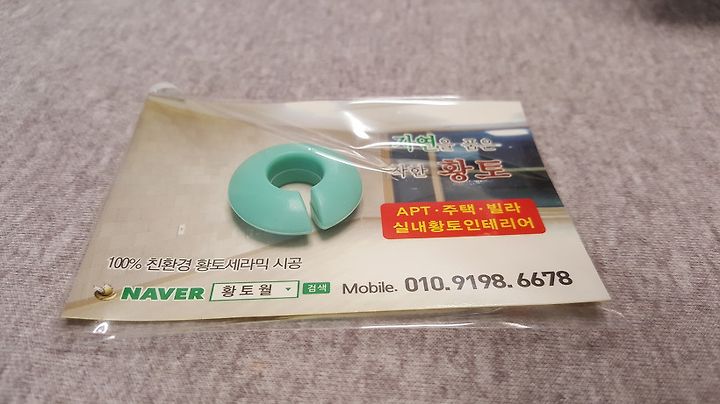 자연을 품은
착한 황토
APT·주택·빌라
실내황토인테리어
100% 친환경 황토세라믹 시공
NAVER 황토월 검색 Mobile. 010.9198.6678